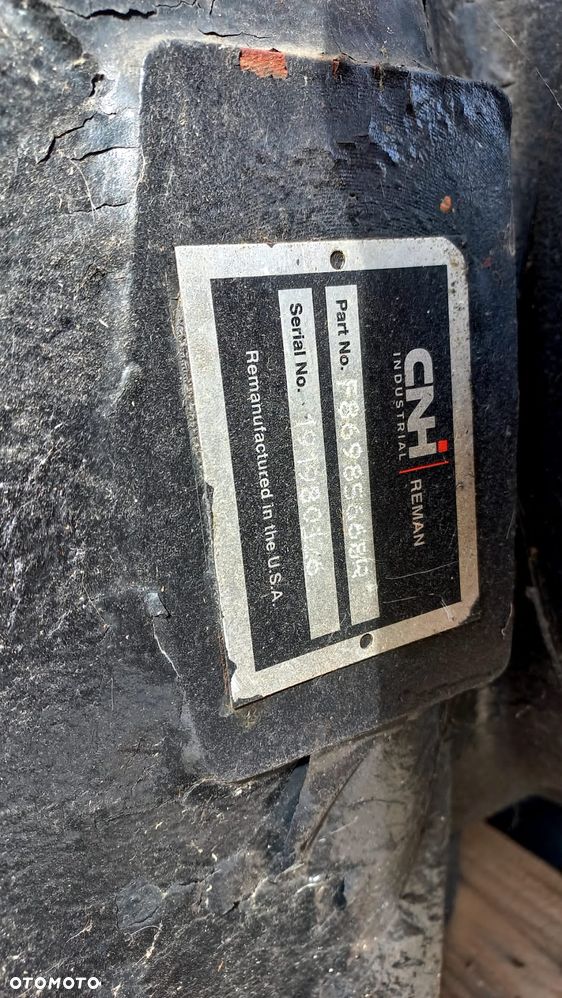 CNH
INDUSTRIAL
REMAN
Part No.
Serial No.
Remanufactured in the U.S.A.
OTOMOTO